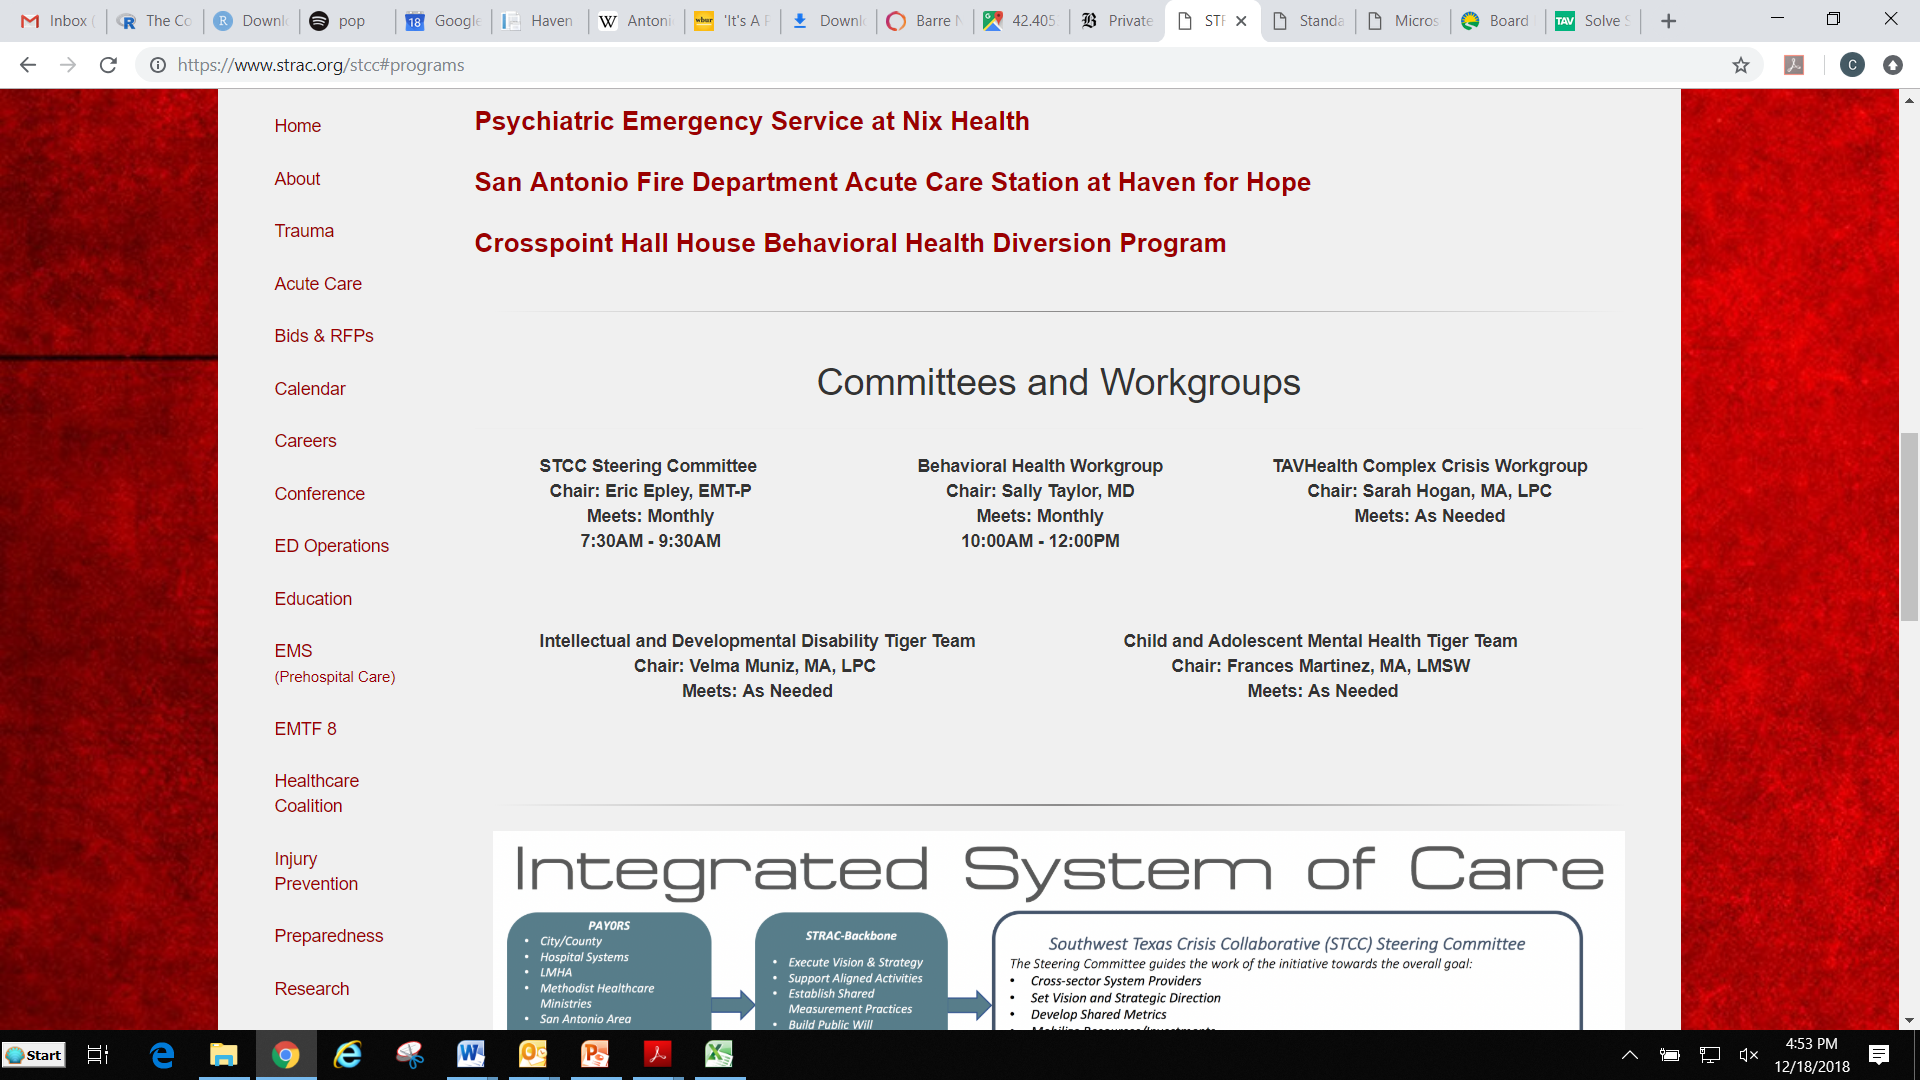 Inbox (
The Co
Downl
pop
18
Google
Haven
W
Antoni
wbur
'It's A P
Downl
Barre N
42.405
Private
STF
Standa
Micros
Board
TAV
Solve S
https://www.strac.org/stcc#programs
C
Home
About
Trauma
Acute Care
Bids & RFPs
Calendar
Careers
Conference
ED Operations
Education
EMS
(Prehospital Care)
EMTF 8
Healthcare
Coalition
Injury
Prevention
Preparedness
Research
Psychiatric Emergency Service at Nix Health
San Antonio Fire Department Acute Care Station at Haven for Hope
Crosspoint Hall House Behavioral Health Diversion Program
Committees and Workgroups
STCC Steering Committee
Chair: Eric Epley, EMT-P
Meets: Monthly
7:30AM - 9:30AM
Behavioral Health Workgroup
Chair: Sally Taylor, MD
Meets: Monthly
10:00AM - 12:00PM
TAVHealth Complex Crisis Workgroup
Chair: Sarah Hogan, MA, LPC
Meets: As Needed
Intellectual and Developmental Disability Tiger Team
Chair: Velma Muniz, MA, LPC
Meets: As Needed
Child and Adolescent Mental Health Tiger Team
Chair: Frances Martinez, MA, LMSW
Meets: As Needed
Integrated System of Care
PAYORS
• City/County
• Hospital Systems
• LMHA
• Methodist Healthcare
Ministries
• San Antonio Area
STRAC-Backbone
• Execute Vision & Strategy
• Support Aligned Activities
• Establish Shared
Measurement Practices
• Build Public Will
Southwest Texas Crisis Collaborative (STCC) Steering Committee
The Steering Committee guides the work of the initiative towards the overall goal:
• Cross-sector System Providers
• Set Vision and Strategic Direction
• Develop Shared Metrics
• Mobilize Resources/Investments
Start
4:53 PM
12/18/2018